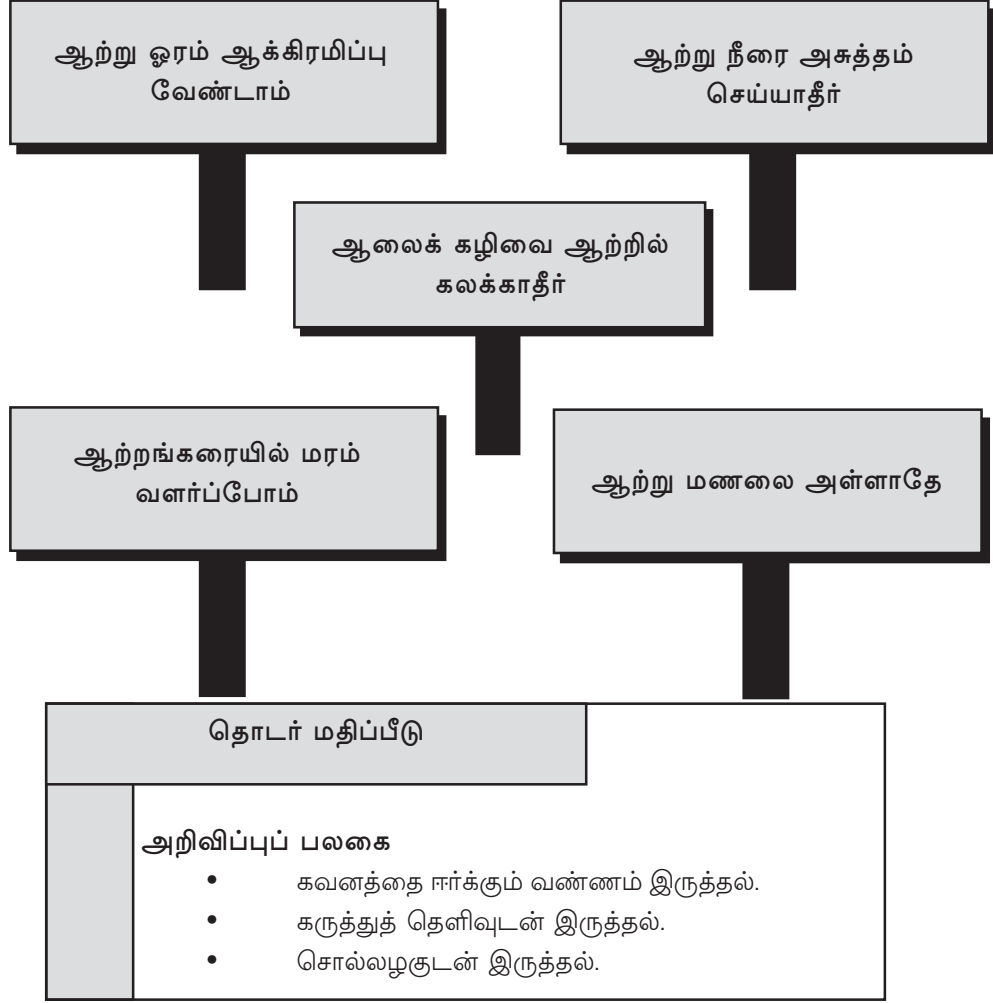 ஆற்று ஓரம் ஆக்கிரமிப்பு
வேண்டாம்
ஆற்று நீரை அசுத்தம்
செய்யாதீர்
ஆலைக் கழிவை ஆற்றில்
கலக்காதீர்
ஆற்றங்கரையில் மரம்
வளர்ப்போம்
ஆற்று மணலை அள்ளாதே
தொடர் மதிப்பீடு
அறிவிப்புப் பலகை
• கவனத்தை ஈர்க்கும் வண்ணம் இருத்தல்.
• கருத்துத் தெளிவுடன் இருத்தல்.
• சொல்லழகுடன் இருத்தல்.